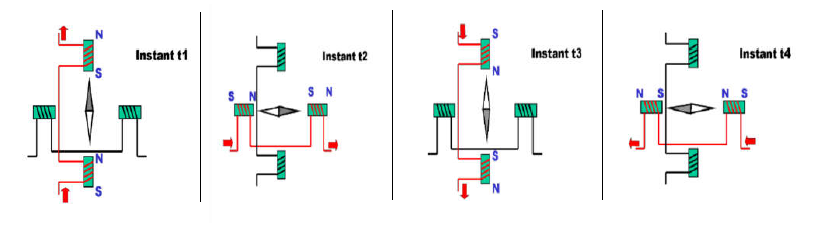 N
Instant t1
S
N
S
Instant t2
S N
S N
S
Instant t3
N
S
N
Instant t4
N S
N S